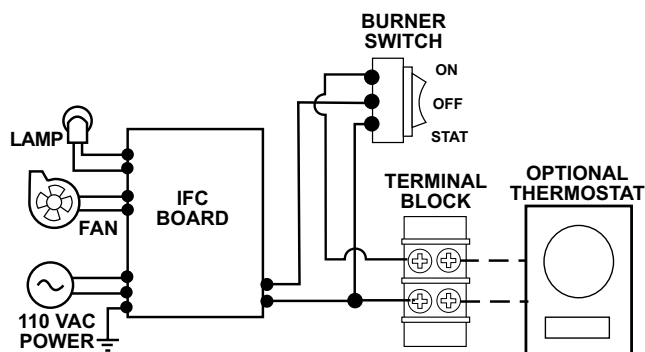 BURNER
SWITCH
ON
OFF
STAT
LAMP
FAN
IFC
BOARD
TERMINAL
BLOCK
OPTIONAL
THERMOSTAT
110 VAC
POWER